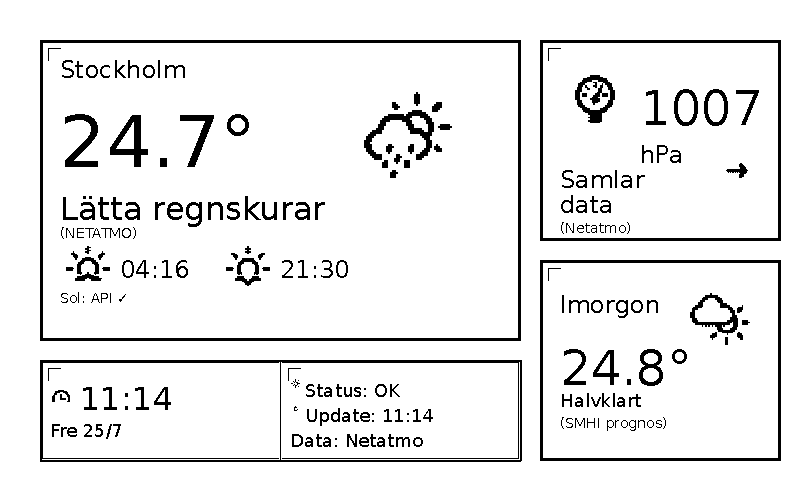 Stockholm
24.7°
Lätta regnskurar
(NETATMO)
04:16 21:30
Sol: API ✓
1007
hPa
Samlar
data
→
(Netatmo)
Imorgon
24.8°
Halvklart
(SMHI prognos)
11:14
Fre 25/7
Status: OK
Update: 11:14
Data: Netatmo